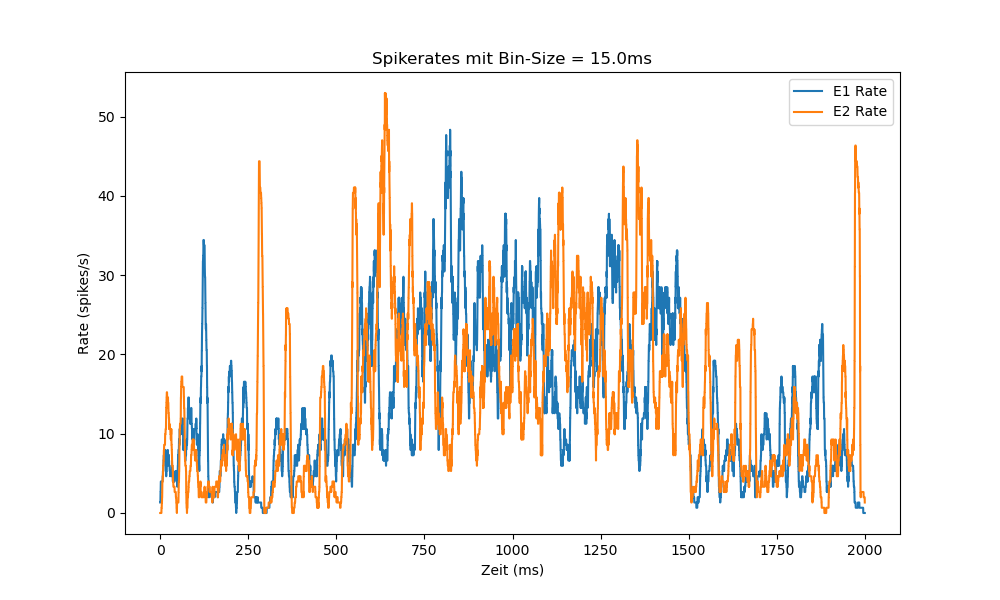 Spikerates mit Bin-Size = 15.0ms
E1 Rate
E2 Rate
Rate (spikes/s)
50
40
30
20
10
0
0 250 500 750 1000 1250 1500 1750 2000
Zeit (ms)